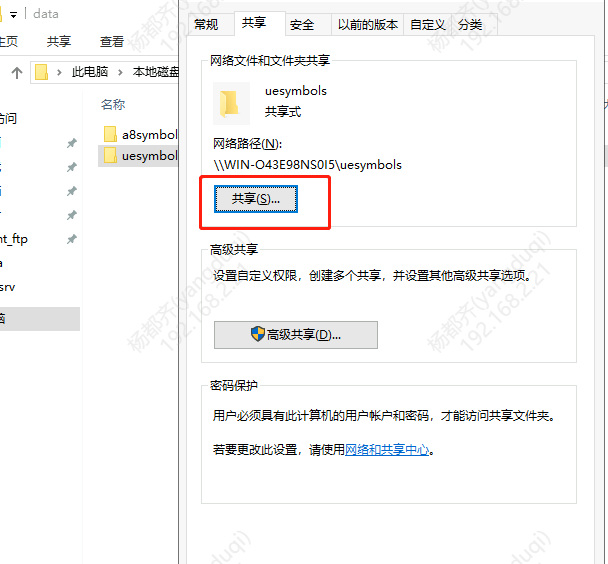 data
主页
共享
查看
此电脑
本地磁盘
名称
a8symbol
uesymbols
常规
共享
安全
以前的版本
自定义
分类
网络文件和文件夹共享
uesymbols
共享式
网络路径(N):
\\WIN-O43E98NS0I5\uesymbols
共享(S)...
高级共享
设置自定义权限，创建多个共享，并设置其他高级共享选项。
高级共享(D)...
密码保护
用户必须具有此计算机的用户帐户和密码，才能访问共享文件夹。
若要更改此设置，请使用网络和共享中心。
杨都齐(yangduqi)
192.168.2.21